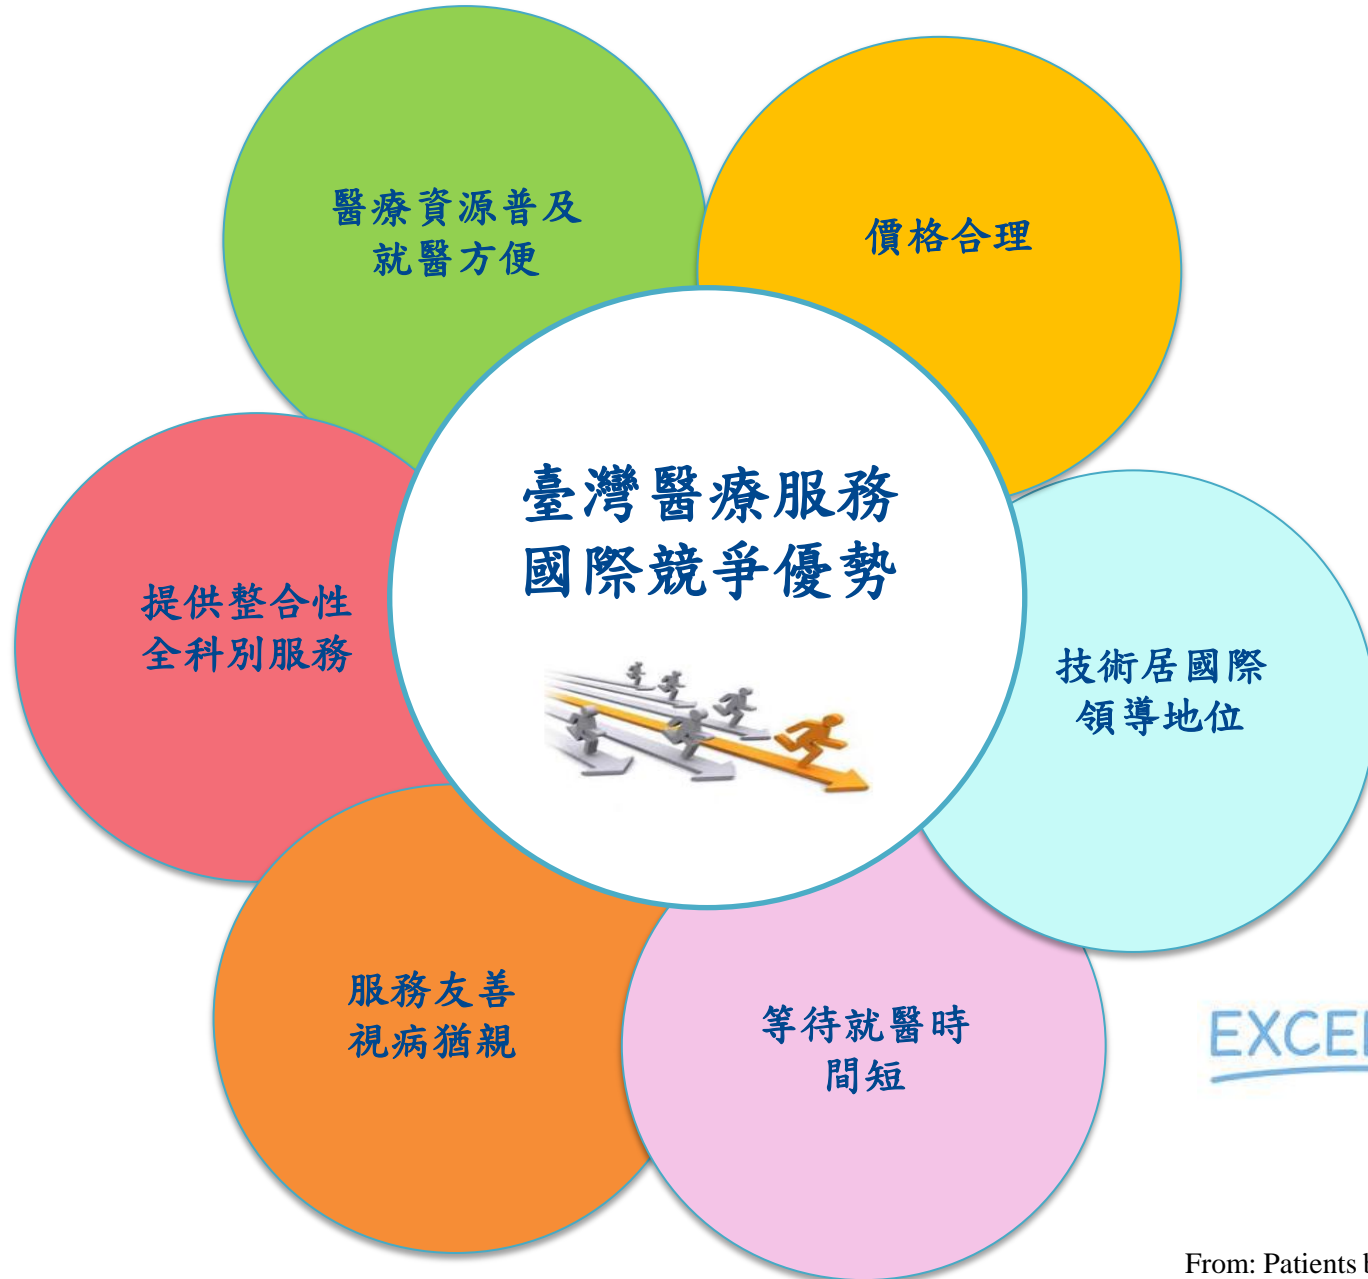 醫療資源普及
就醫方便
價格合理
臺灣醫療服務
國際競爭優勢
提供整合性
全科別服務
技術居國際
領導地位
服務友善
視病猶親
等待就醫時
間短
From: Patients